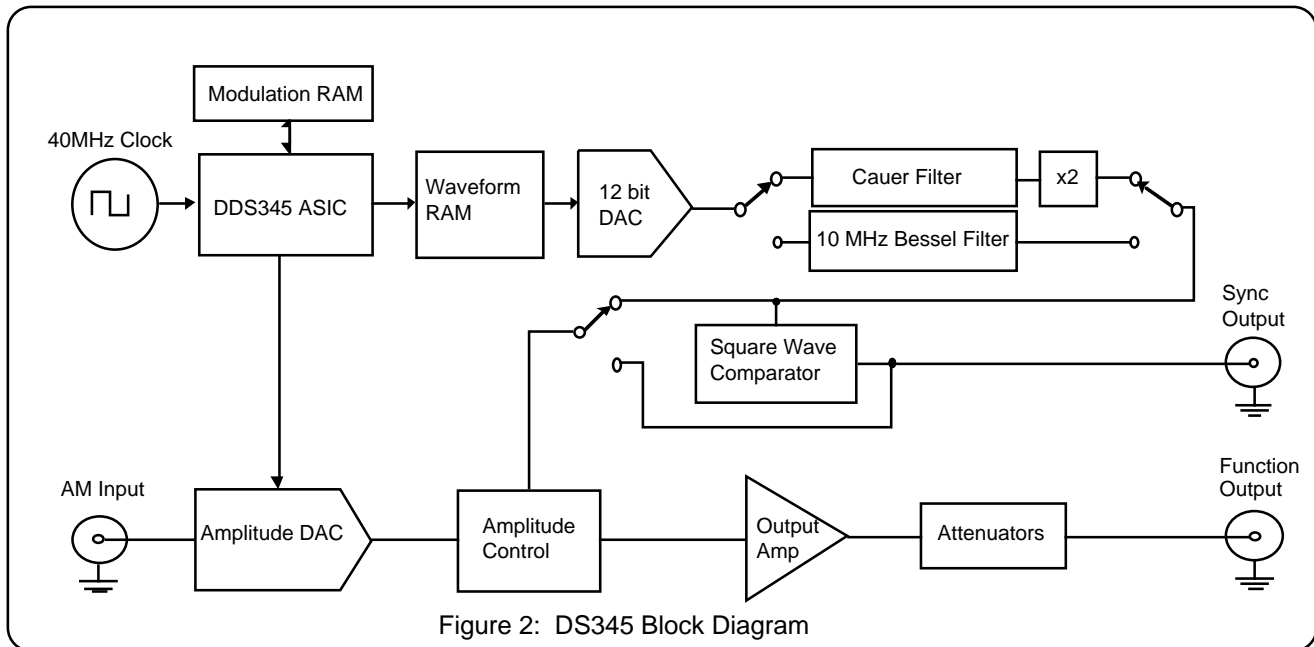 Modulation RAM
40MHz Clock
DDS345 ASIC
Waveform
RAM
12 bit
DAC
Cauer Filter
x2
10 MHz Bessel Filter
Square Wave
Comparator
Sync
Output
AM Input
Amplitude DAC
Amplitude
Control
Output
Amp
Attenuators
Function
Output
Figure 2: DS345 Block Diagram